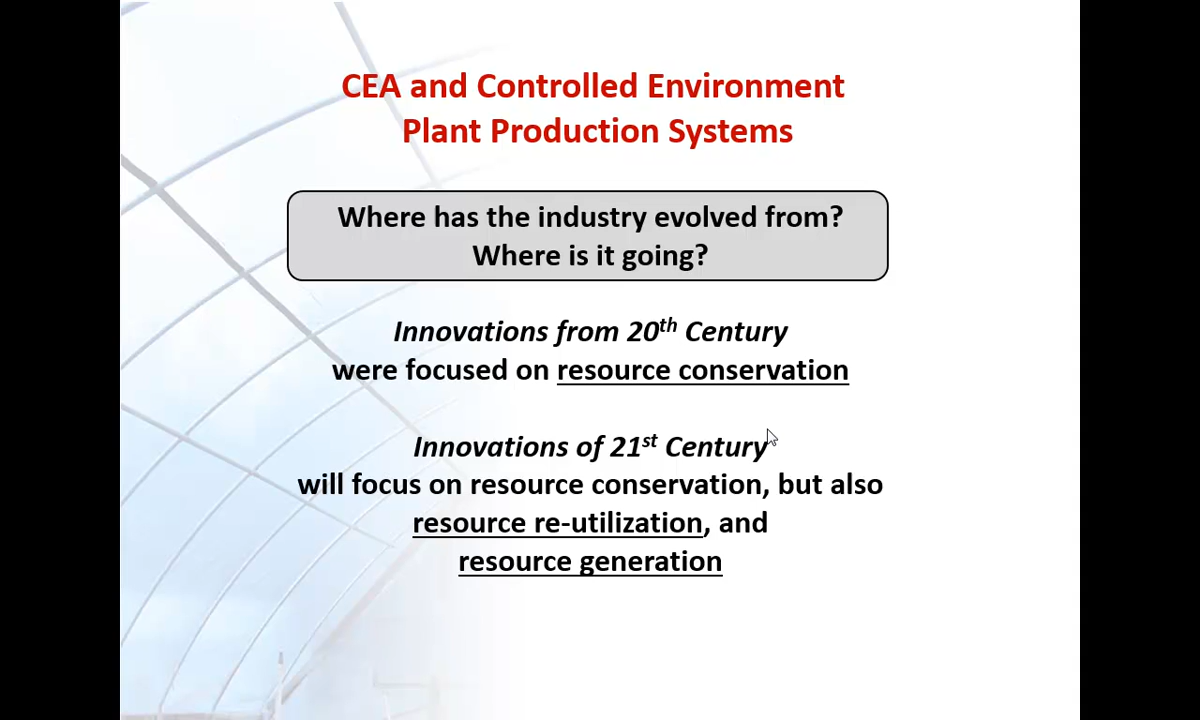 CEA and Controlled Environment
Plant Production Systems
Where has the industry evolved from?
Where is it going?
Innovations from 20th Century
were focused on resource conservation
Innovations of 21st Century
will focus on resource conservation, but also
resource re-utilization, and
resource generation